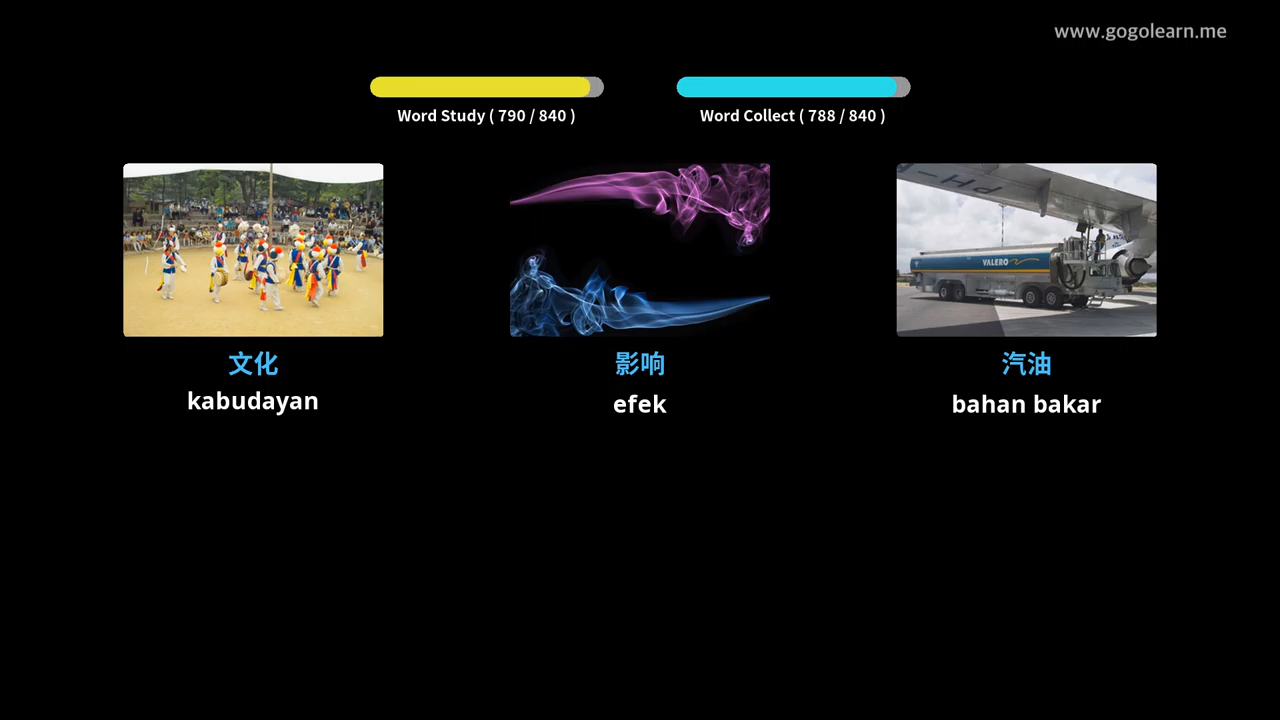 www.gogolearn.me
Word Study ( 790 / 840 )
Word Collect ( 788 / 840 )
PH-
VALERO
文化
影响
汽油
kabudayan
efek
bahan bakar